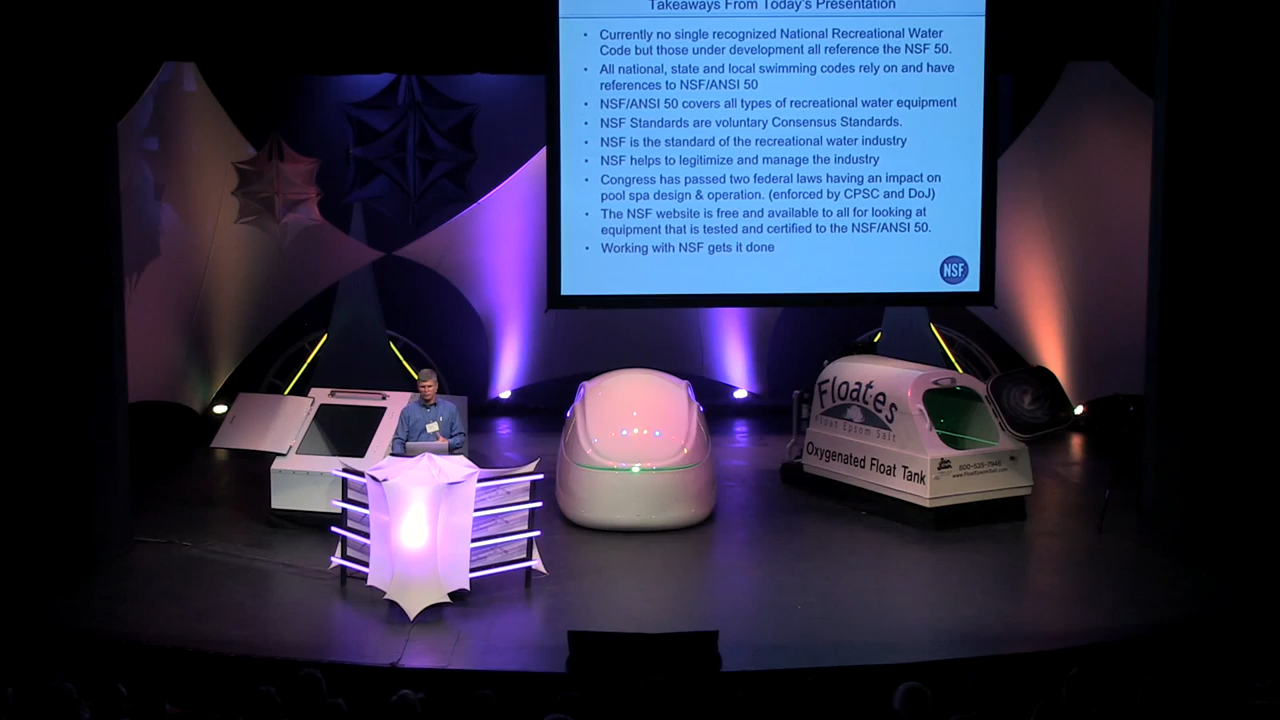 Takeaways From Today's Presentation
• Currently no single recognized National Recreational Water
Code but those under development all reference the NSF 50.
• All national, state and local swimming codes rely on and have
references to NSF/ANSI 50
• NSF/ANSI 50 covers all types of recreational water equipment
• NSF Standards are voluntary Consensus Standards.
• NSF is the standard of the recreational water industry
• NSF helps to legitimize and manage the industry
• Congress has passed two federal laws having an impact on
pool spa design & operation. (enforced by CPSC and DoJ)
• The NSF website is free and available to all for looking at
equipment that is tested and certified to the NSF/ANSI 50.
• Working with NSF gets it done
NSF
Floates
Float Epsom Salt
Oxygenated Float Tank
800-525-7946